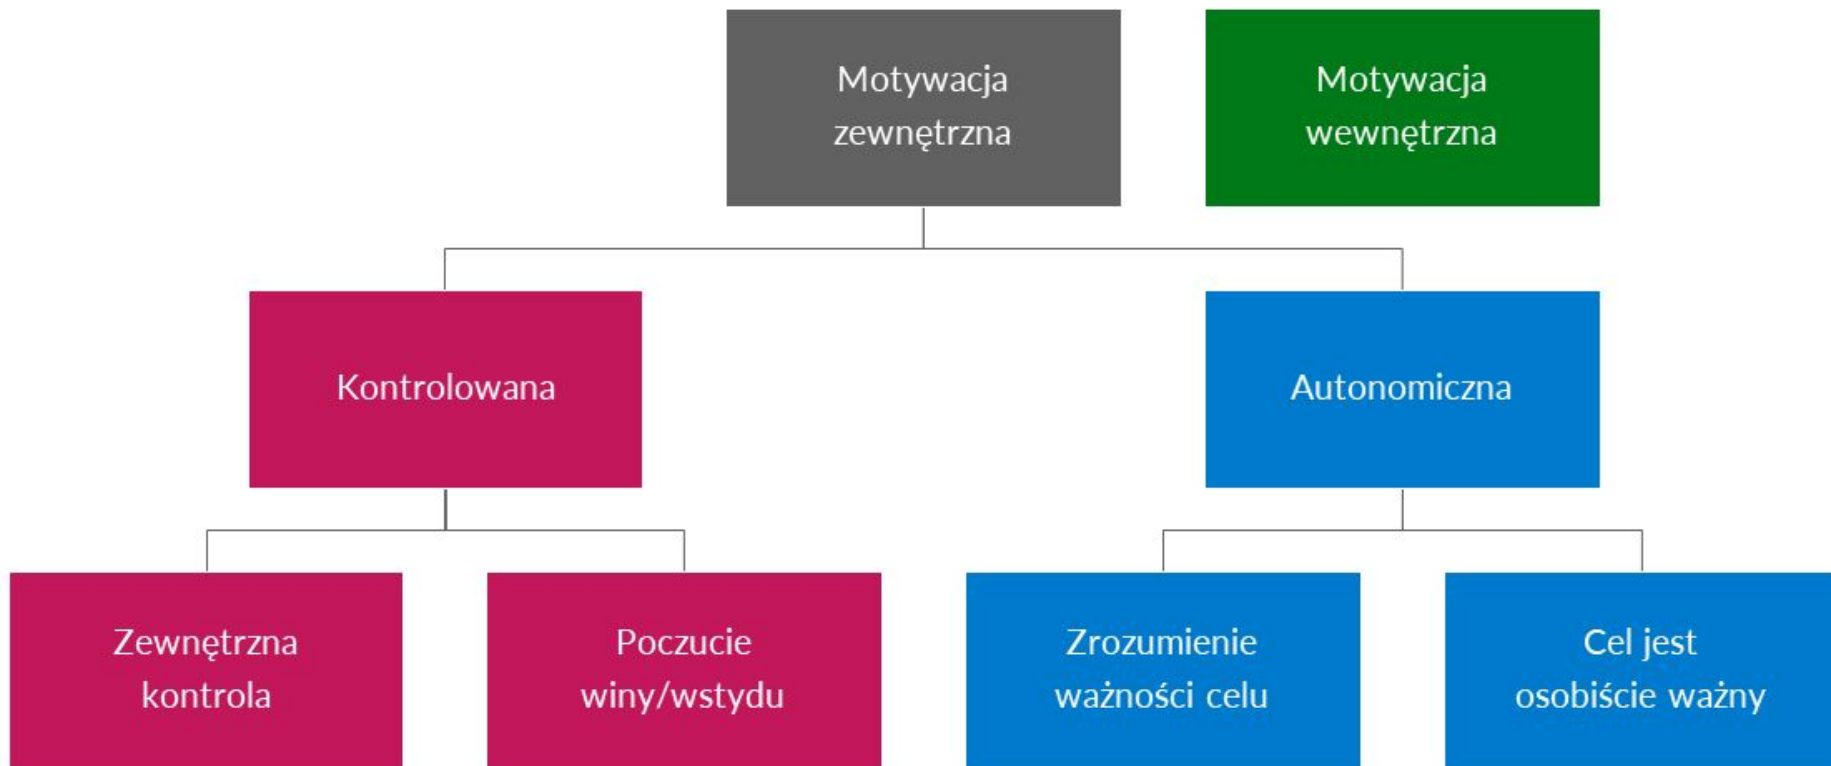 Motywacja
zewnętrzna
Motywacja
wewnętrzna
Kontrolowana
Autonomiczna
Zewnętrzna
kontrola
Poczucie
winy/wstydu
Zrozumienie
ważności celu
Cel jest
osobiście ważny